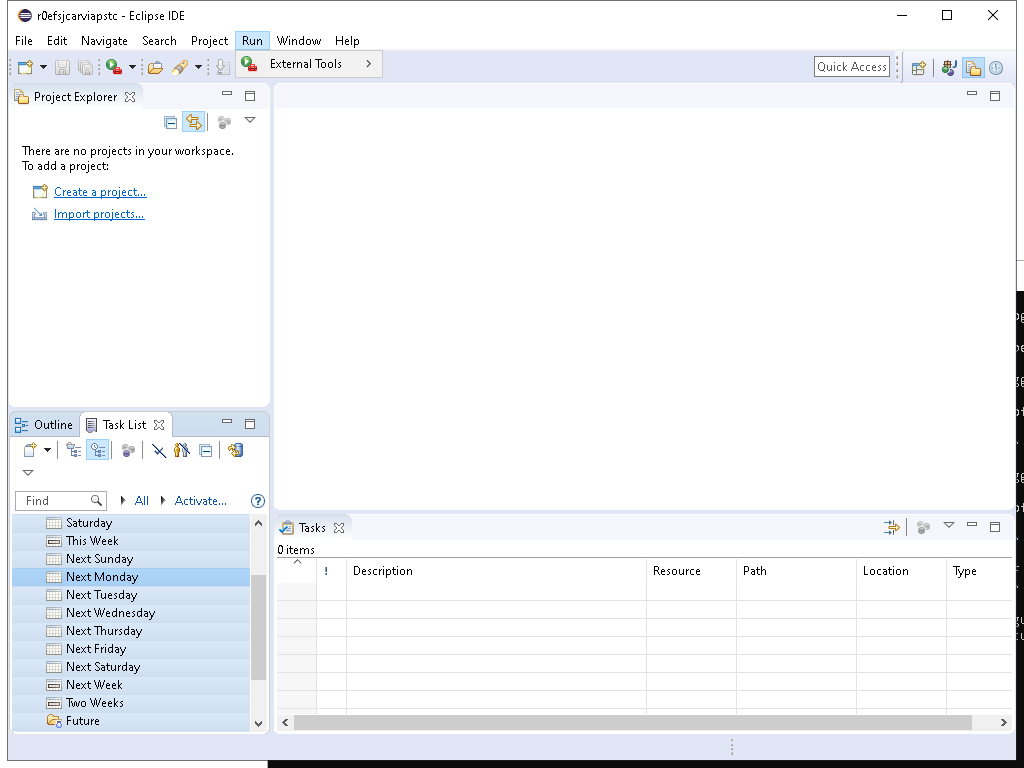 r0efsjcarviapstc - Eclipse IDE
File Edit Navigate Search Project Run Window Help
External Tools
Quick Access
Project Explorer
There are no projects in your workspace.
To add a project:
Create a project...
Import projects...
Outline Task List
Find All Activate...
Saturday
This Week
Next Sunday
Next Monday
Next Tuesday
Next Wednesday
Next Thursday
Next Friday
Next Saturday
Next Week
Two Weeks
Future
Tasks
0 items
! Description Resource Path Location Type